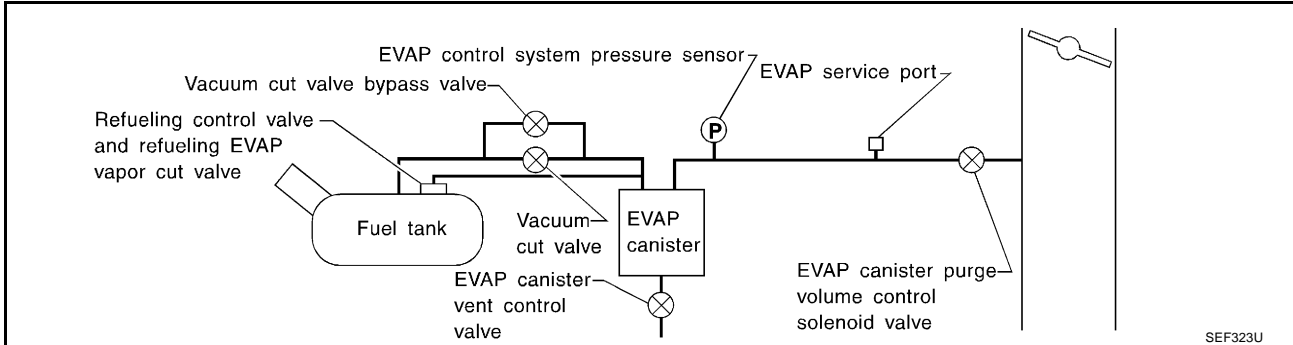 EVAP control system pressure sensor
EVAP service port
Vacuum cut valve bypass valve
Refueling control valve
and refueling EVAP
vapor cut valve
P
Fuel tank
Vacuum
cut valve
EVAP
canister
EVAP canister
vent control
valve
EVAP canister purge
volume control
solenoid valve
SEF323U